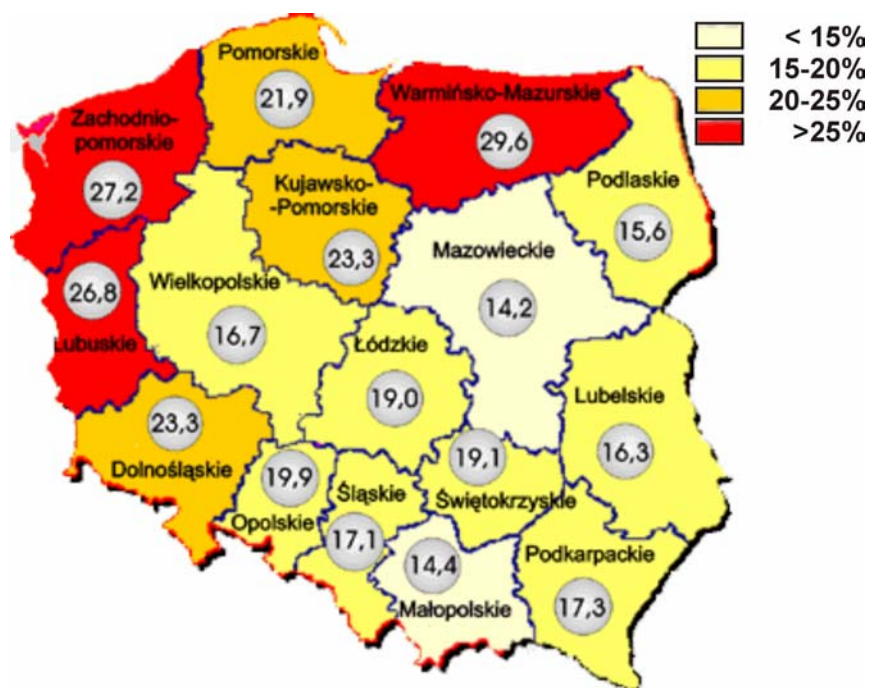 < 15%
15-20%
20-25%
>25%
Pomorskie
21,9
Warmińsko-Mazurskie
29,6
Zachodnio-
pomorskie
27,2
Kujawsko-
-Pomorskie
23,3
Podlaskie
15,6
Mazowieckie
14,2
Wielkopolskie
16,7
26,8
Lubuskie
Łódzkie
19,0
Lubelskie
16,3
23,3
Dolnośląskie
19,9
Opolskie
Śląskie
17,1
19,1
Świętokrzyskie
14,4
Małopolskie
Podkarpackie
17,3